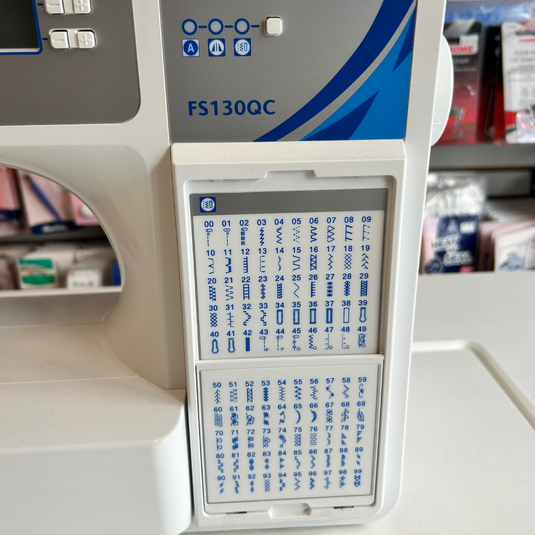 A
FS130QC
00 01 02 03 04 05 06 07 08 09
10 11 12 13 14 15 16 17 18 19
20 21 22 23 24 25 26 27 28 29
30 31 32 33 34 35 36 37 38 39
40 41 42 43 44 45 46 47 48 49
50 51 52 53 54 55 56 57 58 59
60 61 62 63 64 65 66 67 68 69
70 71 72 73 74 75 76 77 78 79
80 81 82 83 84 85 86 87 88 89
90 91 92 93 94 95 96 97 98 99